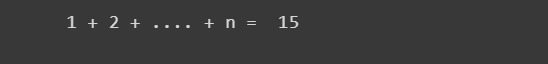 1 + 2 + .... + n =  15